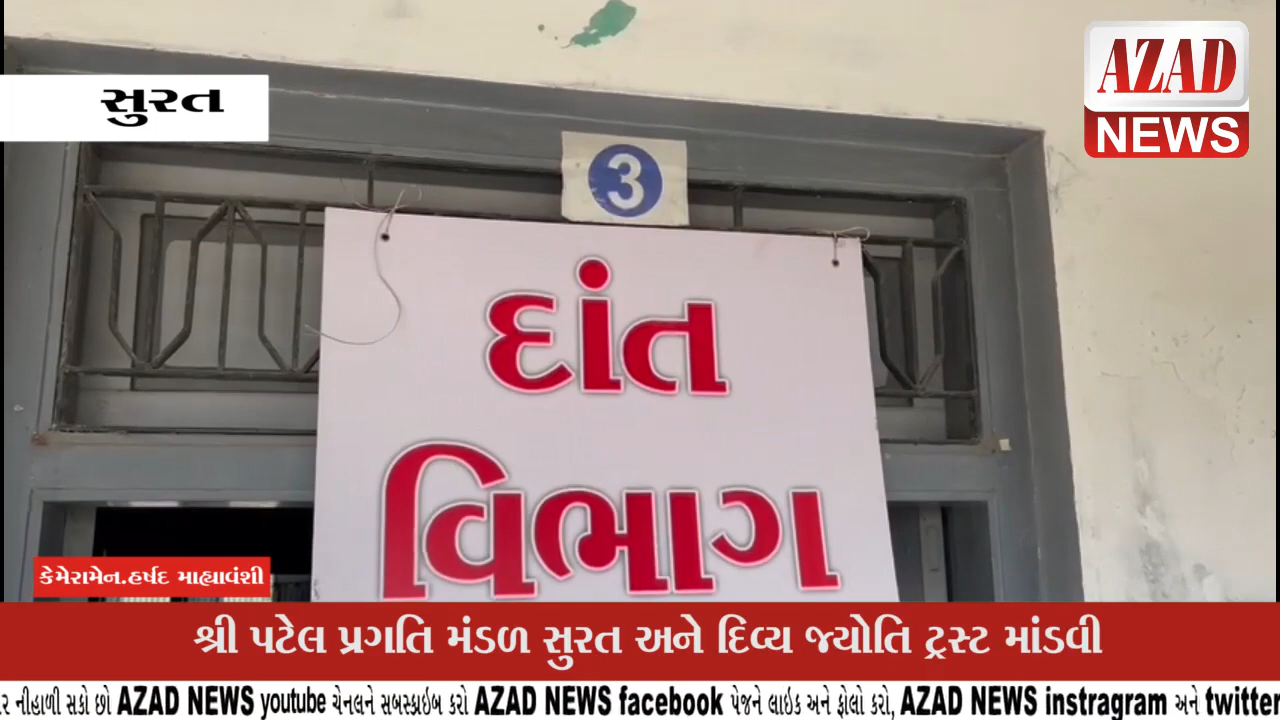 સુરત
AZAD
NEWS
3
દાંત
વિભાગ
કેમેરામેન.હર્ષદ માહ્યાવંશી
શ્રી પટેલ પ્રગતિ મંડળ સુરત અને દિવ્ય જ્યોતિ ટ્રસ્ટ માંડવી
નીહાળી સકો છો AZAD NEWS youtube ચેનલને સબસ્ક્રાઇબ કરો AZAD NEWS facebook પેજને લાઇક અને ફોલો કરો, AZAD NEWS instragram અને twitter